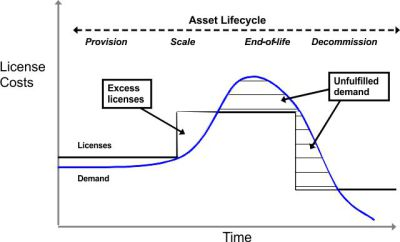 Asset Lifecycle
Provision Scale End-of-life Decommission
License
Costs
Excess
licenses
Unfulfilled
demand
Licenses
Demand
Time